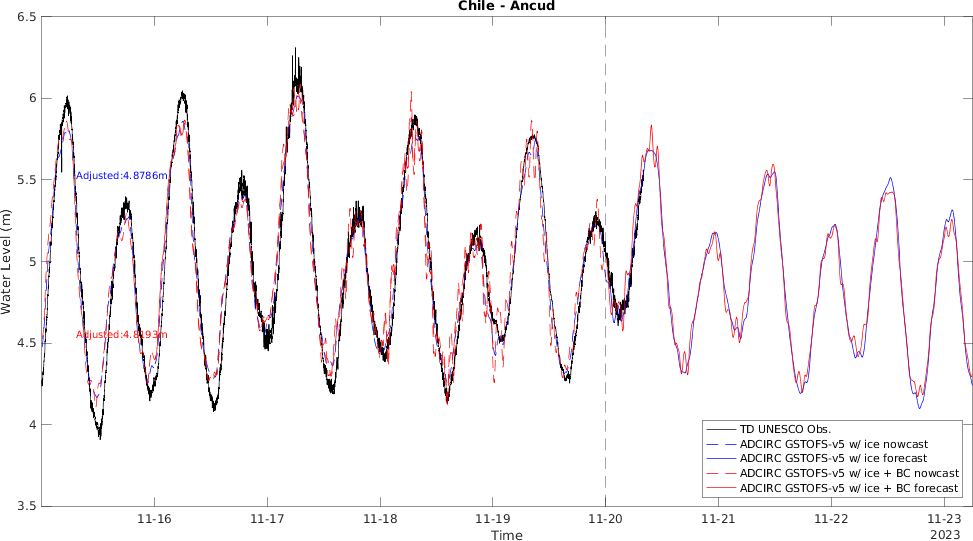 Chile - Ancud
6.5
6
5.5
5
4.5
4
3.5
Water Level (m)
Adjusted:4.8786m
Adjusted:4.8193m
TD UNESCO Obs.
ADCIRC GSTOFS-v5 w/ ice nowcast
ADCIRC GSTOFS-v5 w/ ice forecast
ADCIRC GSTOFS-v5 w/ ice + BC nowcast
ADCIRC GSTOFS-v5 w/ ice + BC forecast
11-16 11-17 11-18 11-19 11-20 11-21 11-22 11-23
Time
2023